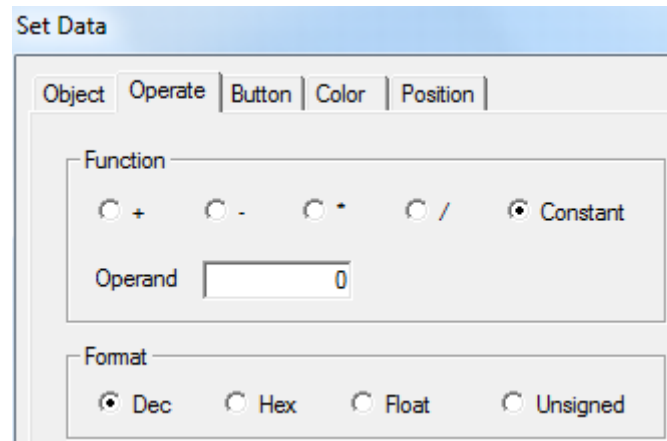 Set Data
Object Operate Button Color Position
Function
+ - * / Constant
Operand 0
Format
Dec Hex Float Unsigned